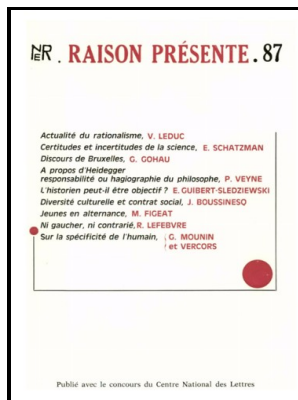 NER . RAISON PRÉSENTE . 87
Actualité du rationalisme, V. LEDUC
Certitudes et incertitudes de la science, E. SCHATZMAN
Discours de Bruxelles, G. GOHAU
A propos d'Heidegger
responsabilité ou hagiographie du philosophe, P. VEYNE
L'historien peut-il être objectif ? E. GUIBERT-SLEDZIEWSKI
Diversité culturelle et contrat social, J. BOUSSINESQ
Jeunes en alternance, M. FIGEAT
Ni gaucher, ni contrarié, R. LEFEBVRE
Sur la spécificité de l'humain, G. MOUNIN
et VERCORS
Publié avec le concours du Centre National des Lettres